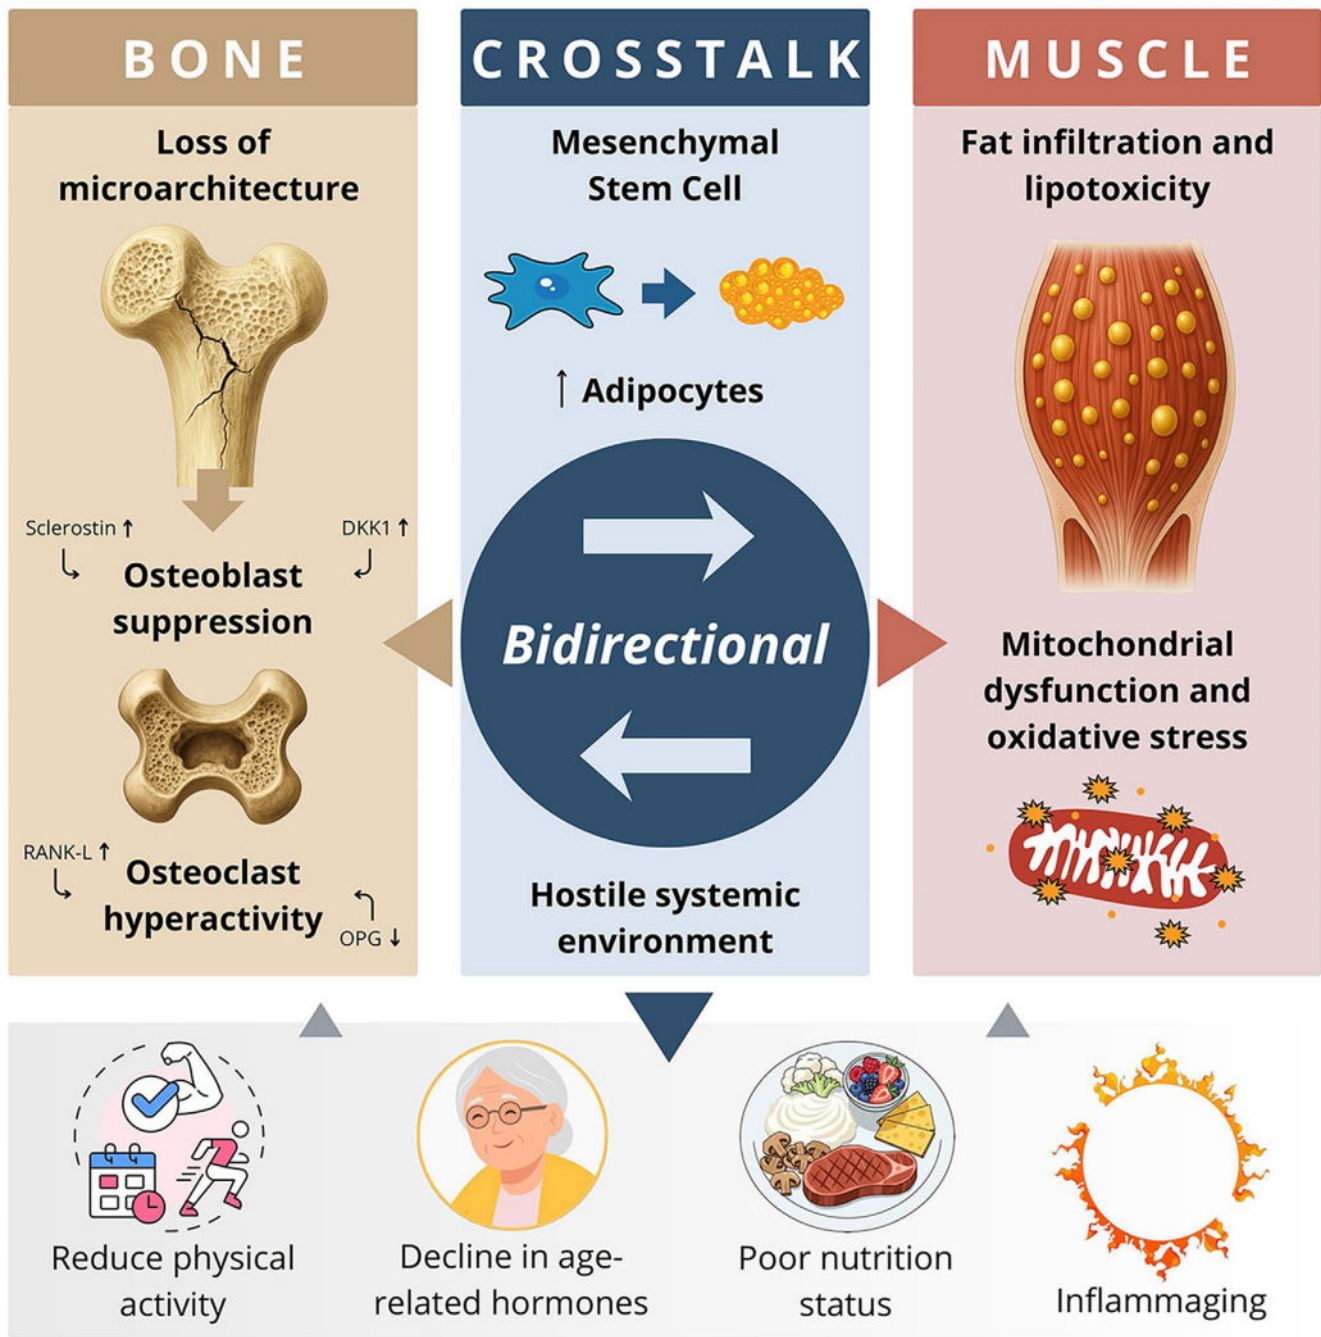 BONE
Loss of
microarchitecture
Sclerostin ↑
DKK1 ↑
Osteoblast
suppression
RANK-L ↑
Osteoclast
hyperactivity
OPG ↓
CROSSTALK
Mesenchymal
Stem Cell
↑ Adipocytes
Bidirectional
Hostile systemic
environment
MUSCLE
Fat infiltration and
lipotoxicity
Mitochondrial
dysfunction and
oxidative stress
Reduce physical
activity
Decline in age-
related hormones
Poor nutrition
status
Inflammaging